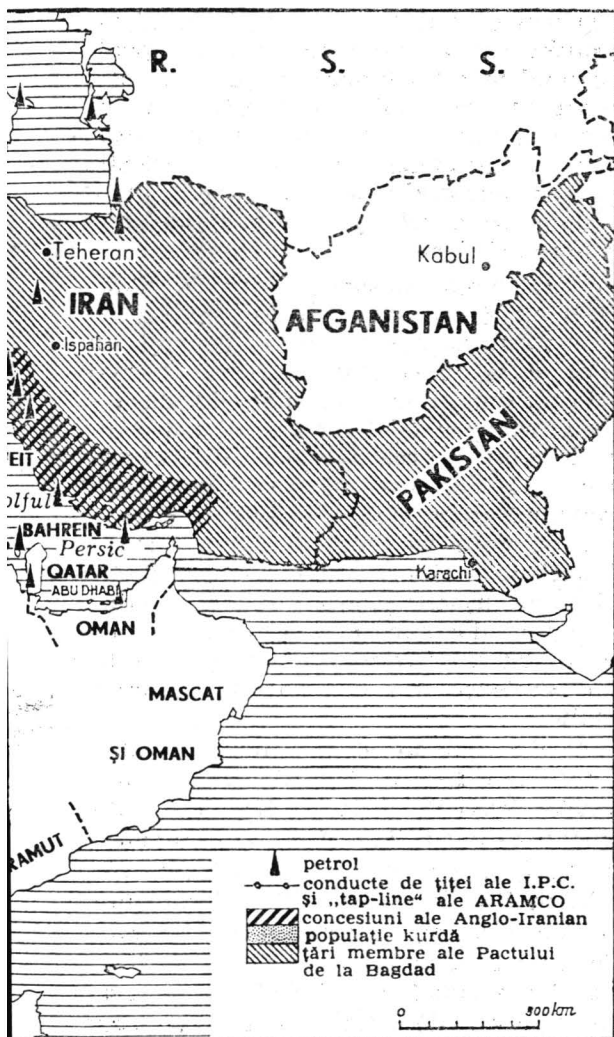 R. S. S.
Teheran
Kabul
IRAN
AFGANISTAN
Ispahan
PAKISTAN
EIT
olful
BAHREIN
Persic
QATAR
Karachi
ABU DHABI
OMAN
MASCAT
ȘI OMAN
RAMUT
petrol
conducte de țiței ale I.P.C.
și „tap-line“ ale ARAMCO
concesiuni ale Anglo-Iranian
populație kurdă
țări membre ale Pactului
de la Bagdad
0 300km